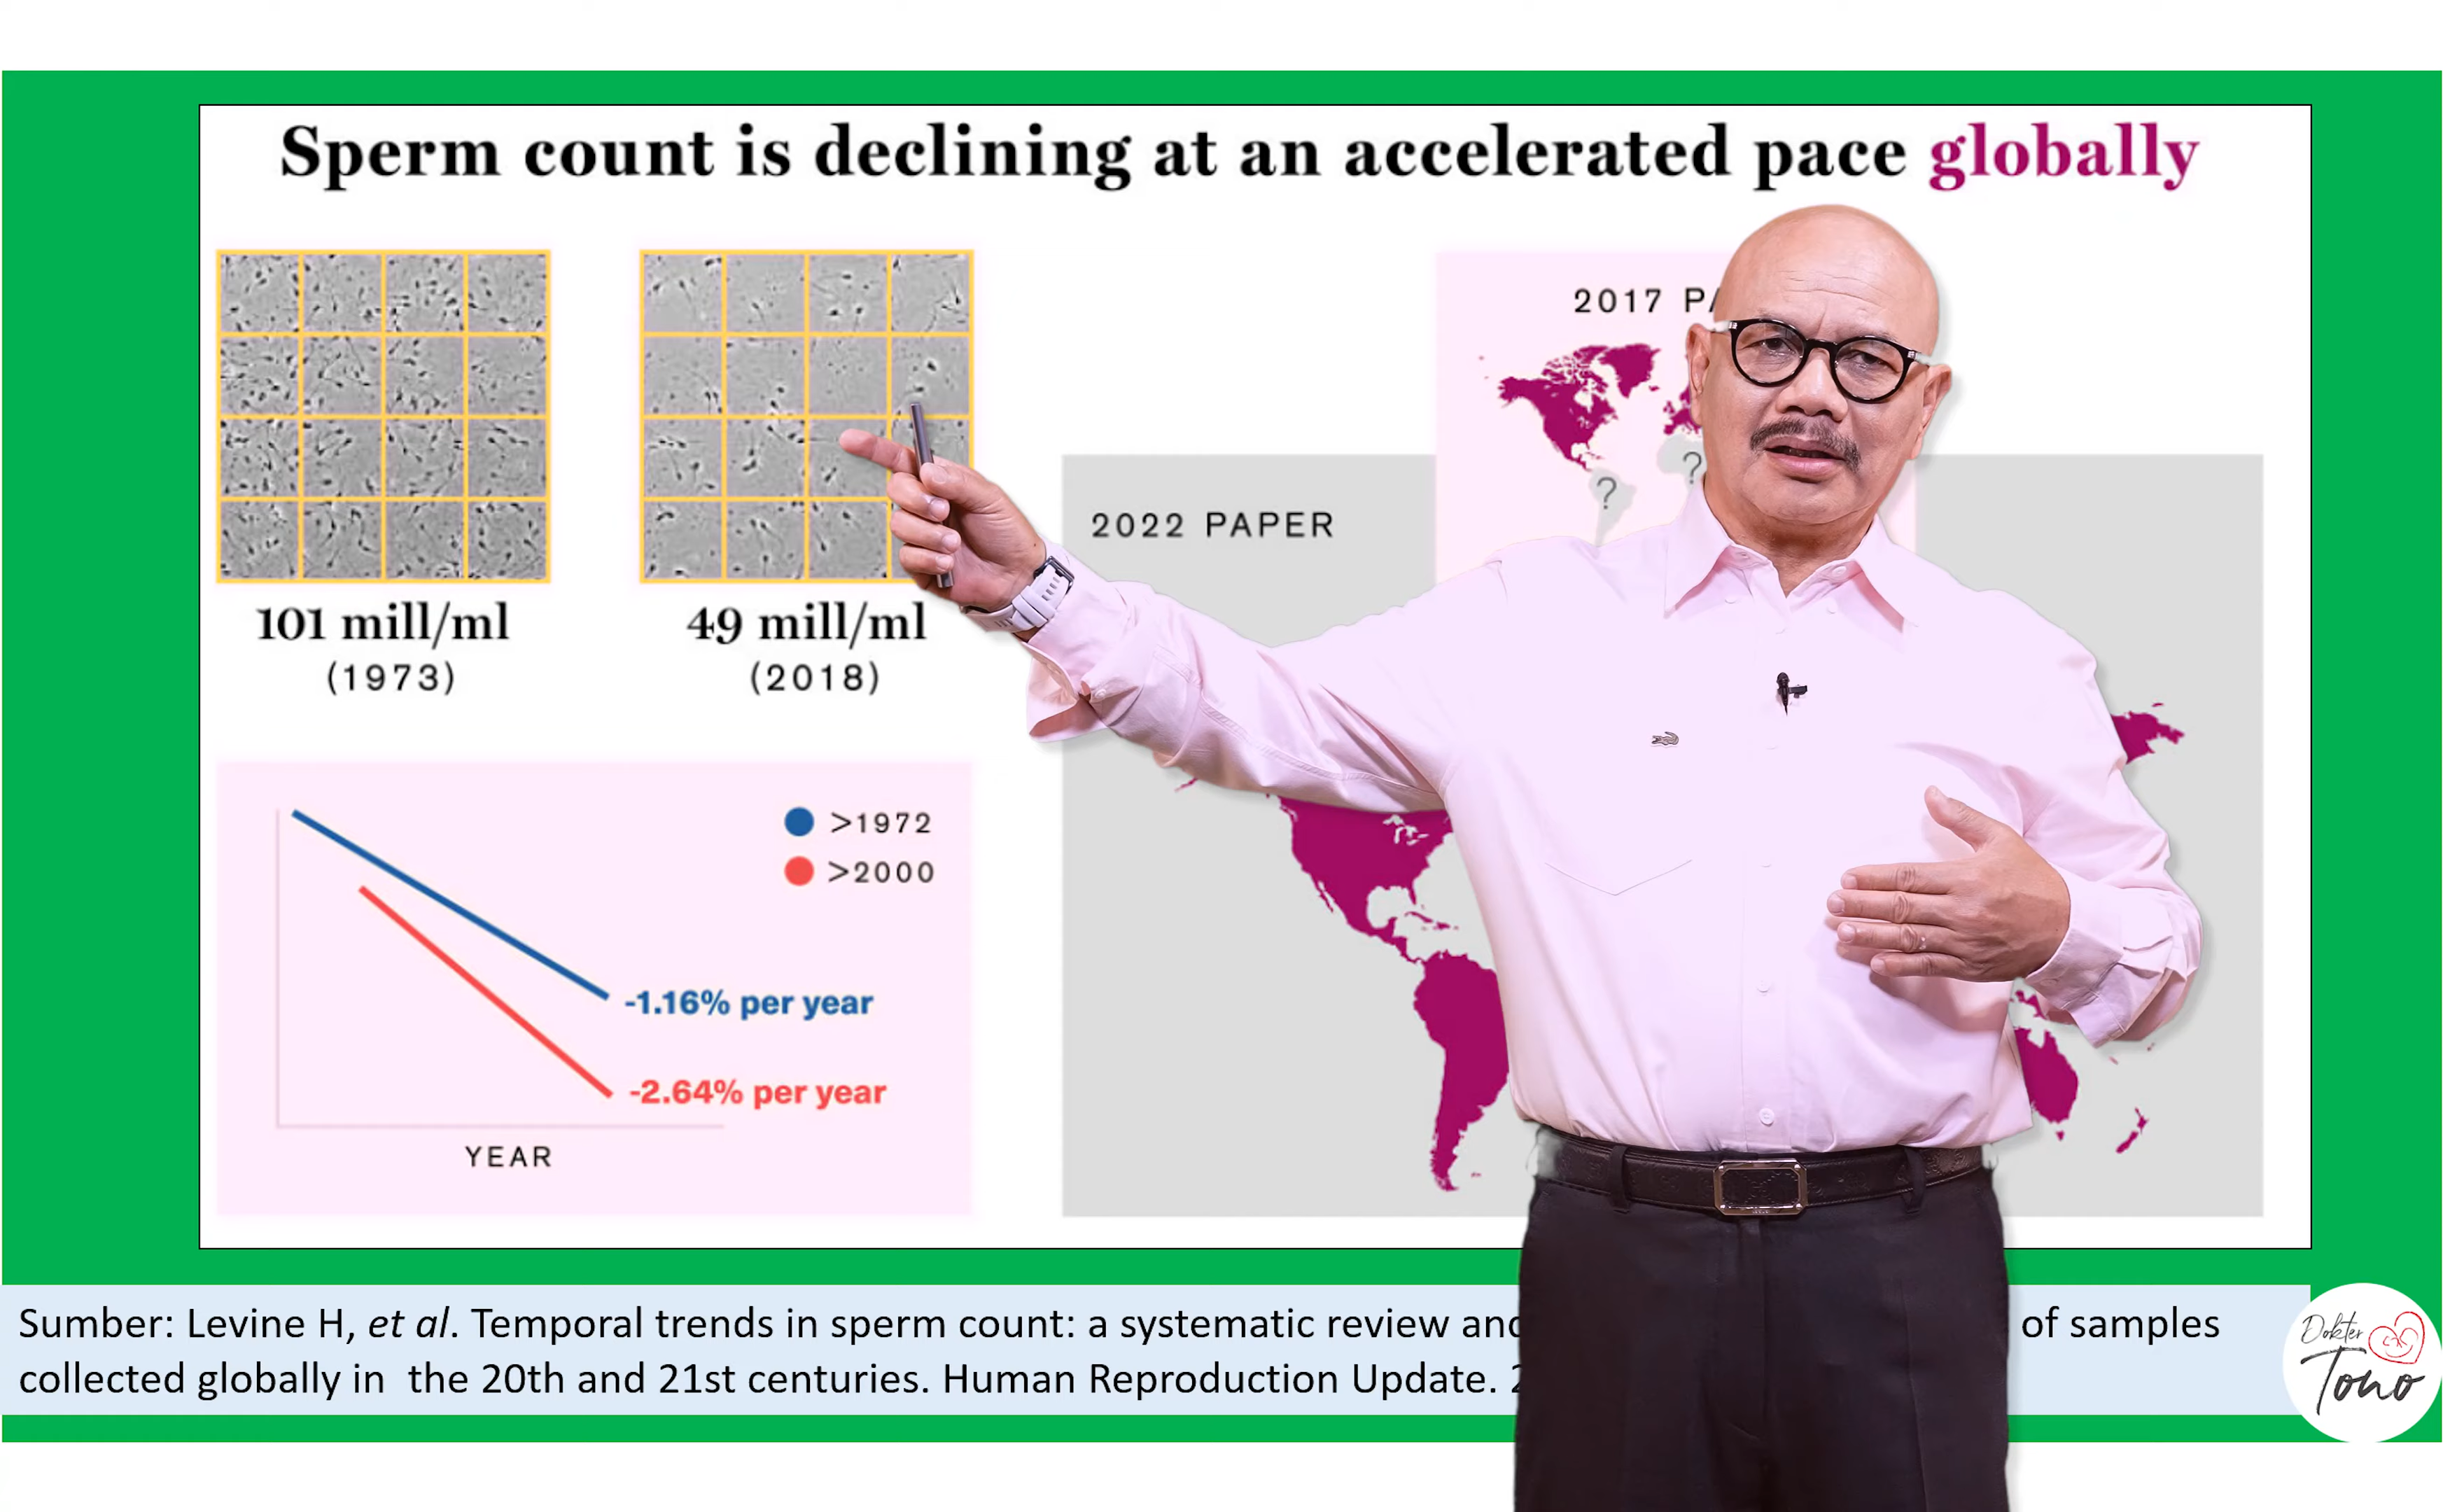 Sperm count is declining at an accelerated pace globally
101 mill/ml
(1973)
49 mill/ml
(2018)
2017
?
?
2022 PAPER
>1972
>2000
-1.16% per year
-2.64% per year
YEAR
Sumber: Levine H, et al. Temporal trends in sperm count: a systematic review and of samples
collected globally in the 20th and 21st centuries. Human Reproduction Update.
Dokter
Tono